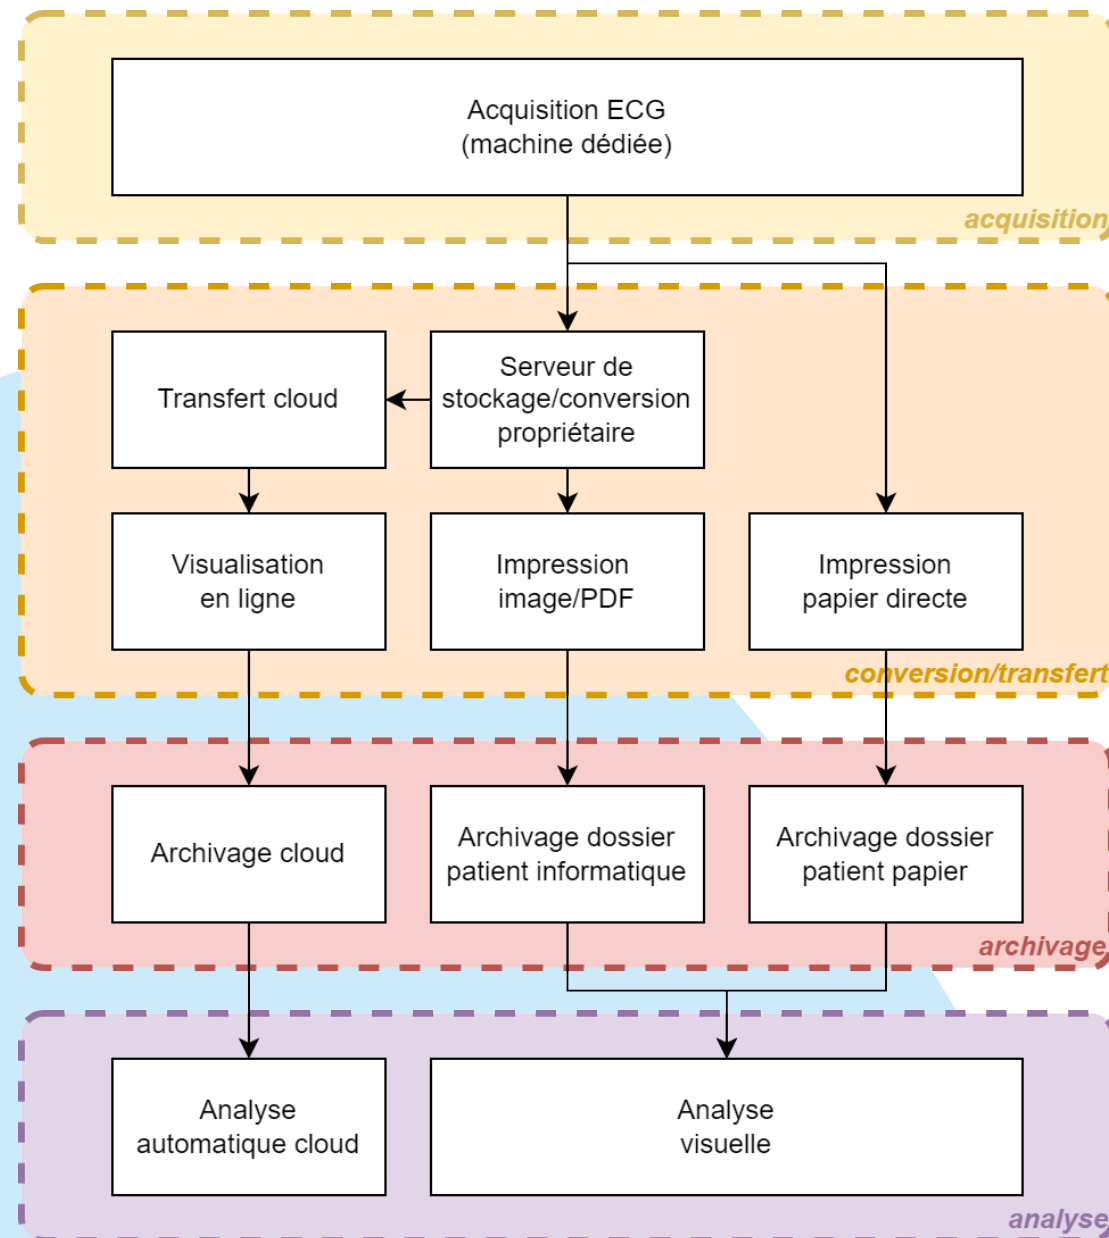 Acquisition ECG
(machine dédiée)
acquisition
Transfert cloud
Serveur de
stockage/conversion
propriétaire
Visualisation
en ligne
Impression
image/PDF
Impression
papier directe
conversion/transfert
Archivage cloud
Archivage dossier
patient informatique
Archivage dossier
patient papier
archivage
Analyse
automatique cloud
Analyse
visuelle
analyse